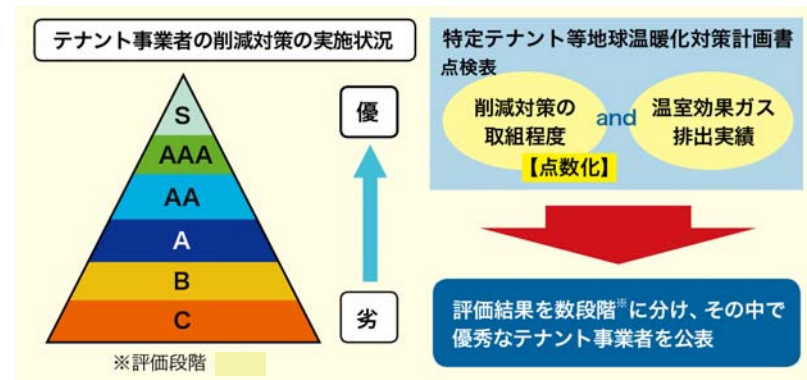 テナント事業者の削減対策の実施状況
S
AAA
AA
A
B
C
※評価段階
優
劣
特定テナント等地球温暖化対策計画書
点検表
削減対策の
取組程度
【点数化】
and
温室効果ガス
排出実績
評価結果を数段階※に分け、その中で
優秀なテナント事業者を公表